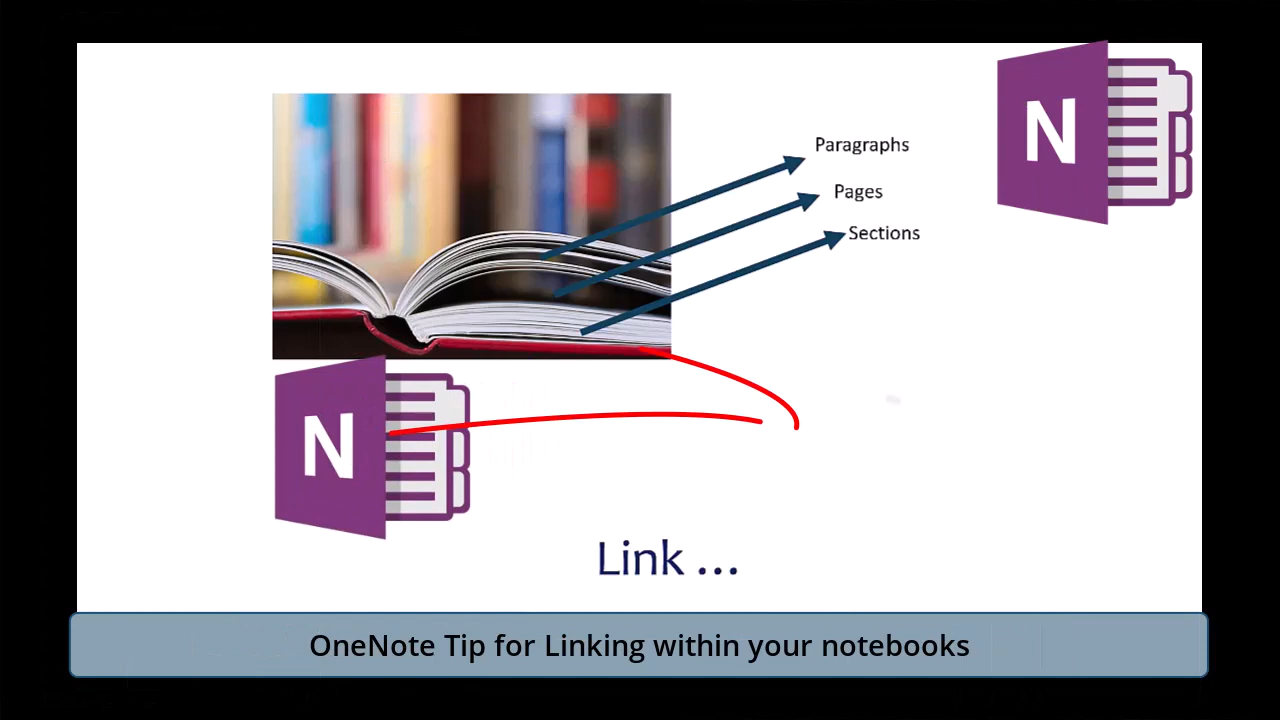 N
Paragraphs
Pages
Sections
N
Link ...
OneNote Tip for Linking within your notebooks